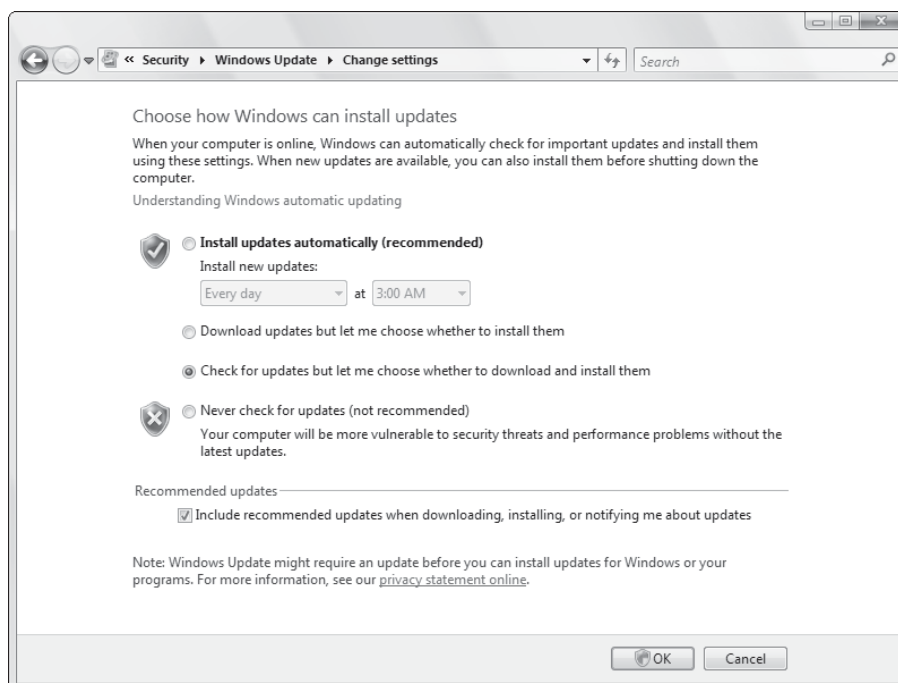 « Security ▸ Windows Update ▸ Change settings
Search
Choose how Windows can install updates
When your computer is online, Windows can automatically check for important updates and install them
using these settings. When new updates are available, you can also install them before shutting down the
computer.
Understanding Windows automatic updating
Install updates automatically (recommended)
Install new updates:
Every day at 3:00 AM
Download updates but let me choose whether to install them
Check for updates but let me choose whether to download and install them
Never check for updates (not recommended)
Your computer will be more vulnerable to security threats and performance problems without the
latest updates.
Recommended updates
Include recommended updates when downloading, installing, or notifying me about updates
Note: Windows Update might require an update before you can install updates for Windows or your
programs. For more information, see our privacy statement online.
OK Cancel